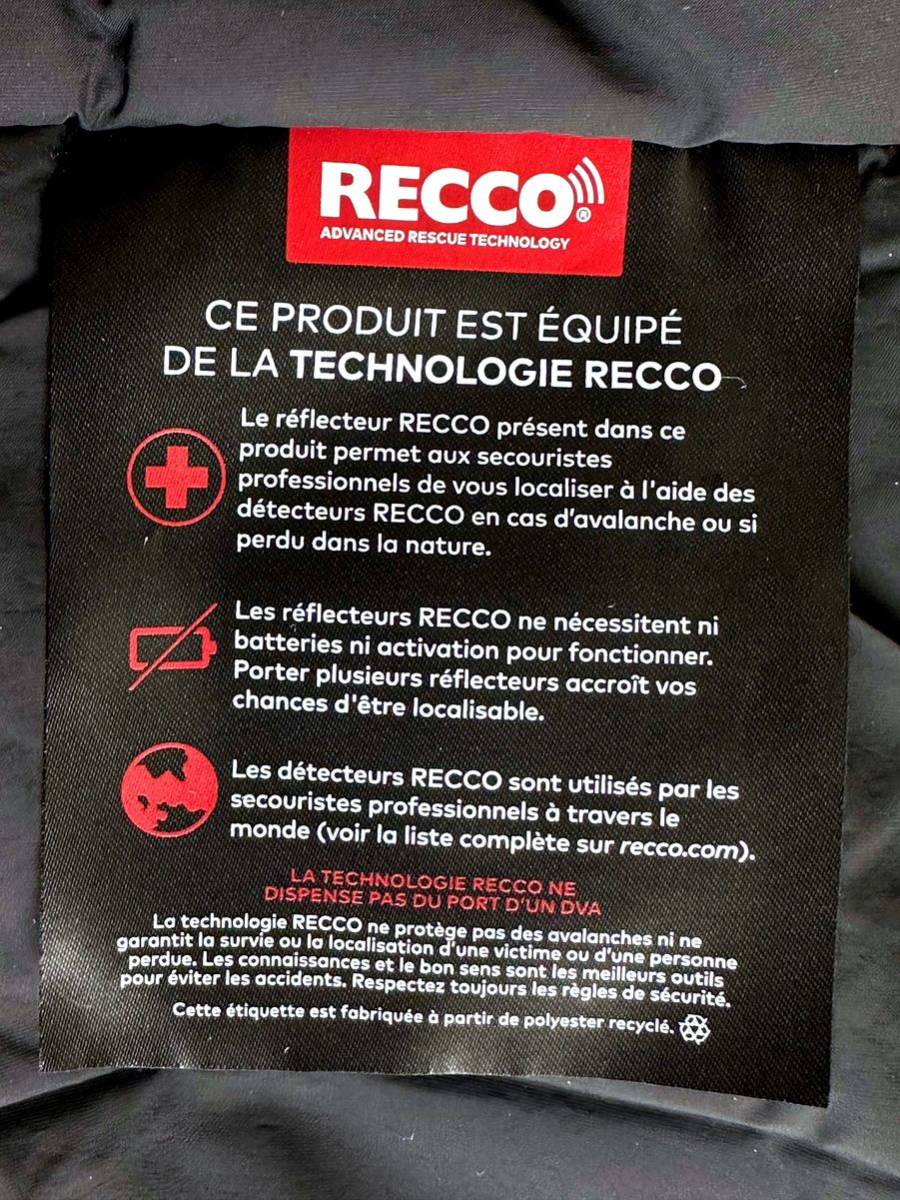 RECCO®
ADVANCED RESCUE TECHNOLOGY
CE PRODUIT EST ÉQUIPÉ
DE LA TECHNOLOGIE RECCO
Le réflecteur RECCO présent dans ce
produit permet aux secouristes
professionnels de vous localiser à l'aide des
détecteurs RECCO en cas d'avalanche ou si
perdu dans la nature.
Les réflecteurs RECCO ne nécessitent ni
batteries ni activation pour fonctionner.
Porter plusieurs réflecteurs accroît vos
chances d'être localisable.
Les détecteurs RECCO sont utilisés par les
secouristes professionnels à travers le
monde (voir la liste complète sur recco.com).
LA TECHNOLOGIE RECCO NE
DISPENSE PAS DU PORT D'UN DVA
La technologie RECCO ne protège pas des avalanches ni ne
garantit la survie ou la localisation d'une victime ou d'une personne
perdue. Les connaissances et le bon sens sont les meilleurs outils
pour éviter les accidents. Respectez toujours les règles de sécurité.
Cette étiquette est fabriquée à partir de polyester recyclé.